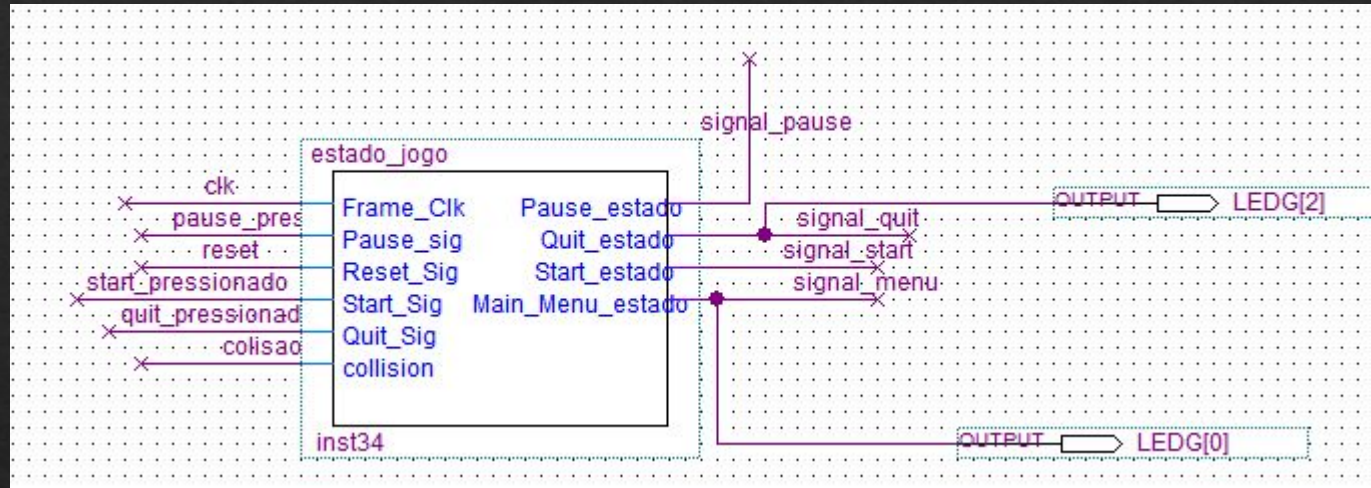 signal_pause
estado_jogo
clk
Frame_Clk
Pause_estado
OUTPUT
LEDG[2]
pause_pres
Pause_sig
Quit_estado
signal_quit
reset
Reset_Sig
Start_estado
signal_start
start_pressionado
Start_Sig
Main_Menu_estado
signal_menu
quit_pressionad
Quit_Sig
colisao
collision
inst34
OUTPUT
LEDG[0]